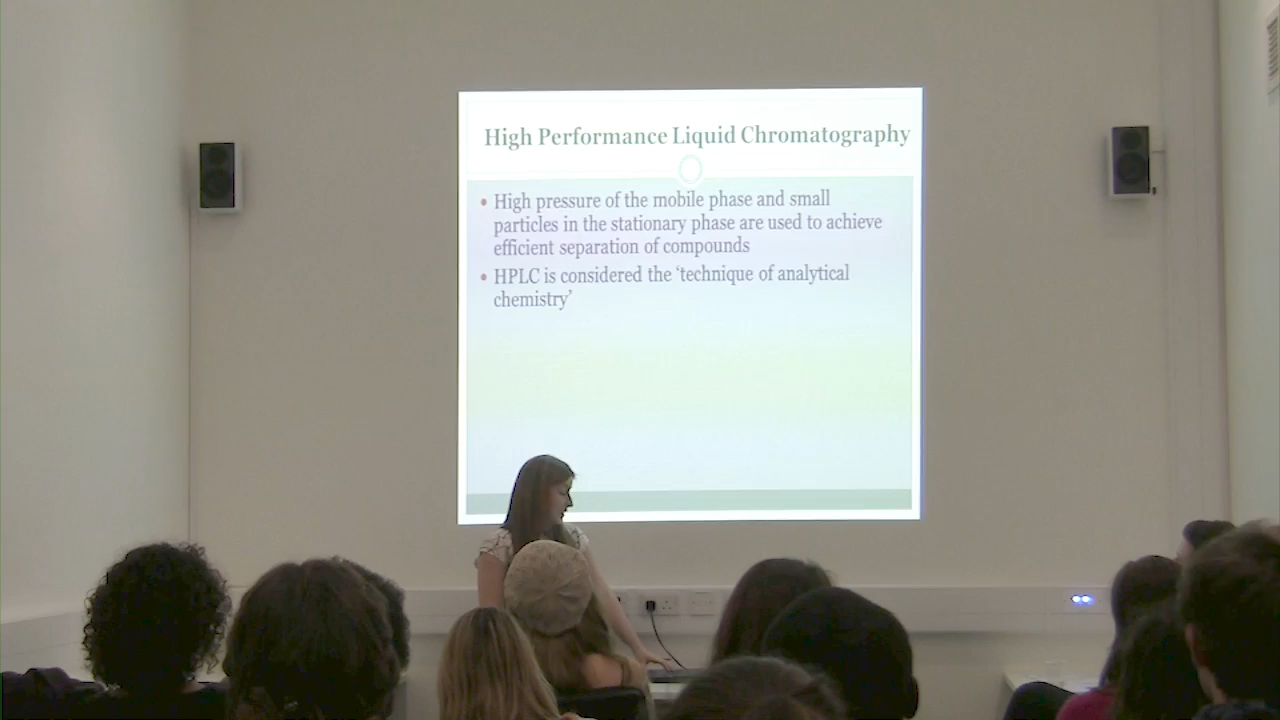 High Performance Liquid Chromatography
• High pressure of the mobile phase and small
particles in the stationary phase are used to achieve
efficient separation of compounds
• HPLC is considered the ‘technique of analytical
chemistry’